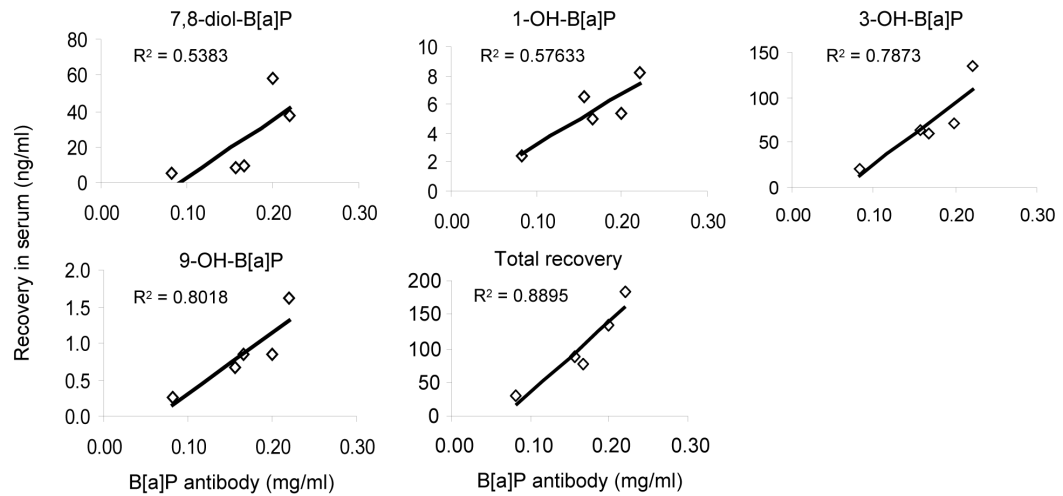 7,8-diol-B[a]P
R² = 0.5383
80
60
40
20
0
0.00 0.10 0.20 0.30
1-OH-B[a]P
R² = 0.57633
10
8
6
4
2
0
0.00 0.10 0.20 0.30
3-OH-B[a]P
R² = 0.7873
150
100
50
0
0.00 0.10 0.20 0.30
Recovery in serum (ng/ml)
9-OH-B[a]P
R² = 0.8018
2.0
1.5
1.0
0.5
0.0
0.00 0.10 0.20 0.30
B[a]P antibody (mg/ml)
Total recovery
R² = 0.8895
200
150
100
50
0
0.00 0.10 0.20 0.30
B[a]P antibody (mg/ml)